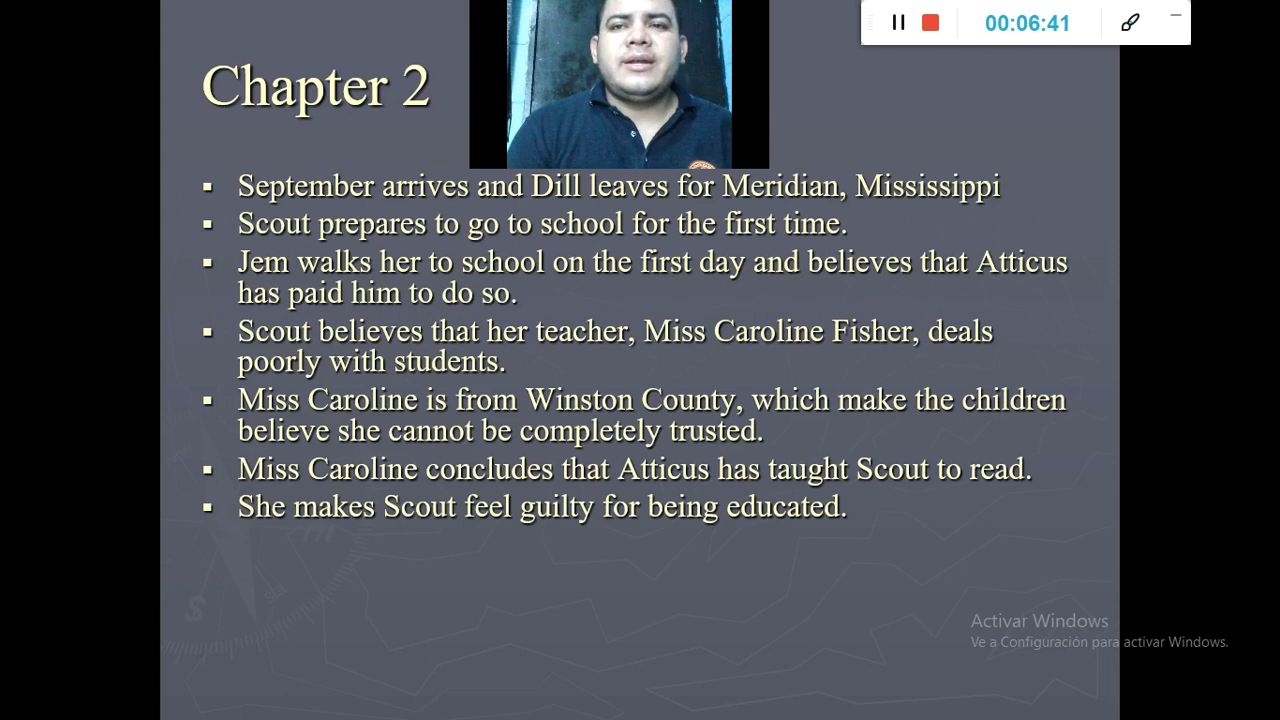 00:06:41
Chapter 2
September arrives and Dill leaves for Meridian, Mississippi
Scout prepares to go to school for the first time.
Jem walks her to school on the first day and believes that Atticus
has paid him to do so.
Scout believes that her teacher, Miss Caroline Fisher, deals
poorly with students.
Miss Caroline is from Winston County, which make the children
believe she cannot be completely trusted.
Miss Caroline concludes that Atticus has taught Scout to read.
She makes Scout feel guilty for being educated.
Activar Windows
Ve a Configuración para activar Windows.